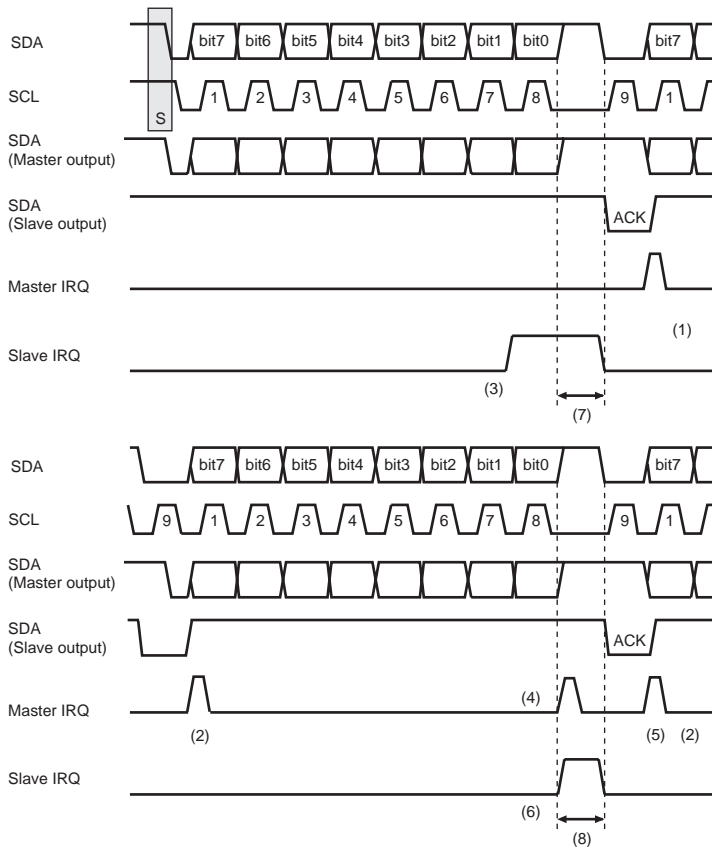 SDA bit7 bit6 bit5 bit4 bit3 bit2 bit1 bit0 bit7
SCL 1 2 3 4 5 6 7 8 9 1
S
SDA
(Master output)
SDA
(Slave output)
ACK
Master IRQ
(1)
Slave IRQ
(3)
(7)
SDA bit7 bit6 bit5 bit4 bit3 bit2 bit1 bit0 bit7
SCL 9 1 2 3 4 5 6 7 8 9 1
SDA
(Master output)
SDA
(Slave output)
ACK
Master IRQ
(4)
(2) (5) (2)
Slave IRQ
(6)
(8)